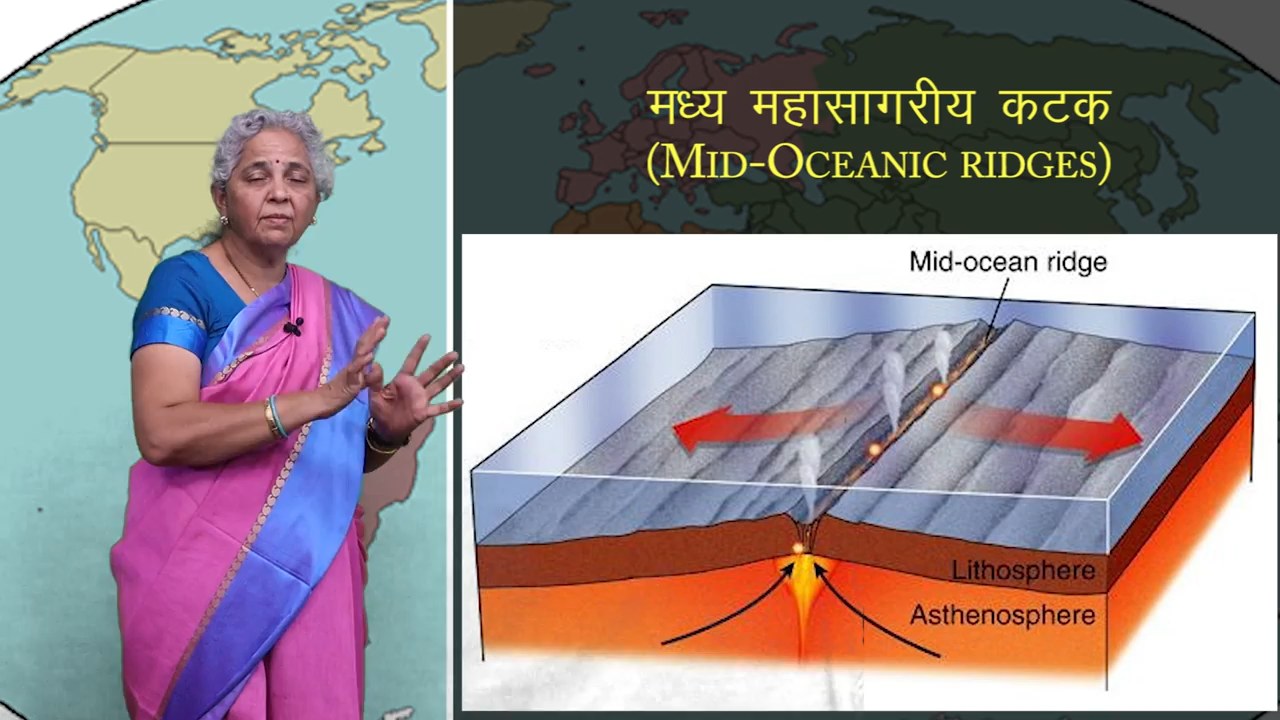 मध्य महासागरीय कटक
(MID-OCEANIC RIDGES)
Mid-ocean ridge
Lithosphere
Asthenosphere